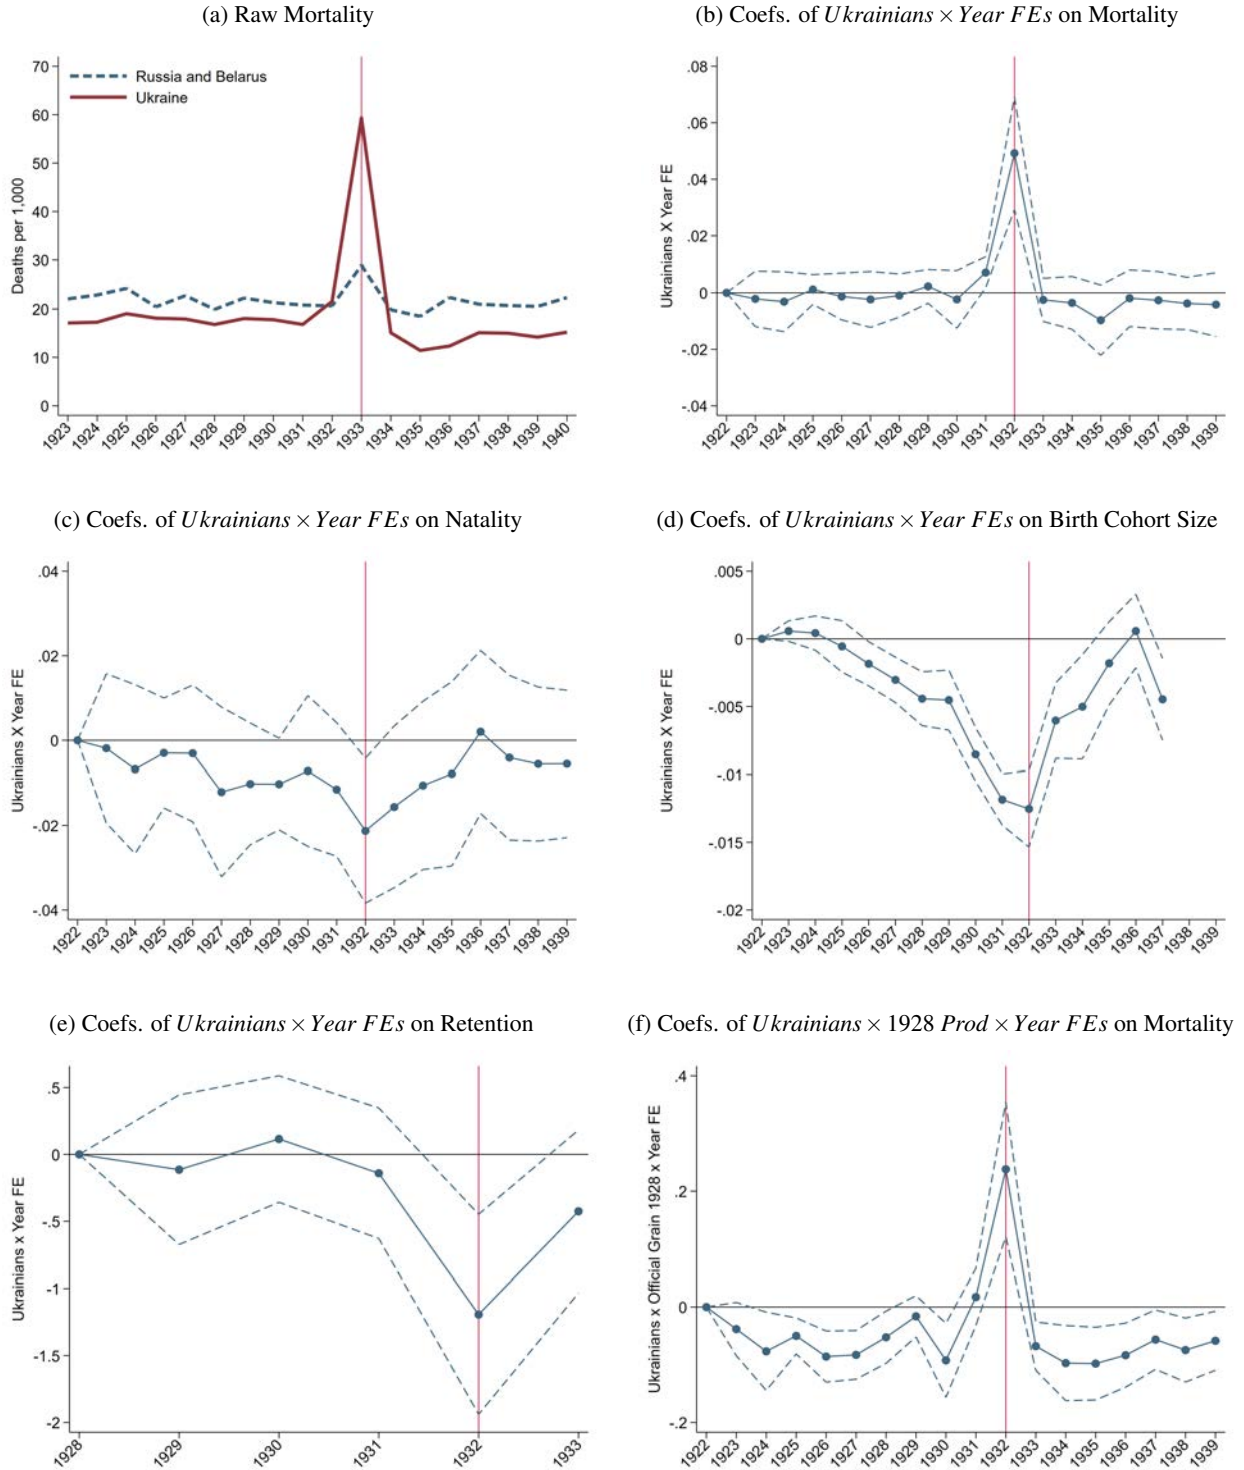 (a) Raw Mortality
70
60
50
40
30
20
10
0
Deaths per 1,000
Russia and Belarus
Ukraine
1923 1924 1925 1926 1927 1928 1929 1930 1931 1932 1933 1934 1935 1936 1937 1938 1939 1940
(b) Coefs. of Ukrainians × Year FEs on Mortality
.08
.06
.04
.02
0
-.02
-.04
Ukrainians X Year FE
1922 1923 1924 1925 1926 1927 1928 1929 1930 1931 1932 1933 1934 1935 1936 1937 1938 1939
(c) Coefs. of Ukrainians × Year FEs on Natality
.04
.02
0
-.02
-.04
Ukrainians X Year FE
1922 1923 1924 1925 1926 1927 1928 1929 1930 1931 1932 1933 1934 1935 1936 1937 1938 1939
(d) Coefs. of Ukrainians × Year FEs on Birth Cohort Size
.005
0
-.005
-.01
-.015
-.02
Ukrainians X Year FE
1922 1923 1924 1925 1926 1927 1928 1929 1930 1931 1932 1933 1934 1935 1936 1937 1938 1939
(e) Coefs. of Ukrainians × Year FEs on Retention
.5
0
-.5
-1
-1.5
-2
Ukrainians x Year FE
1928 1929 1930 1931 1932 1933
(f) Coefs. of Ukrainians × 1928 Prod × Year FEs on Mortality
.4
.2
0
-.2
Ukrainians x Official Grain 1928 x Year FE
1922 1923 1924 1925 1926 1927 1928 1929 1930 1931 1932 1933 1934 1935 1936 1937 1938 1939